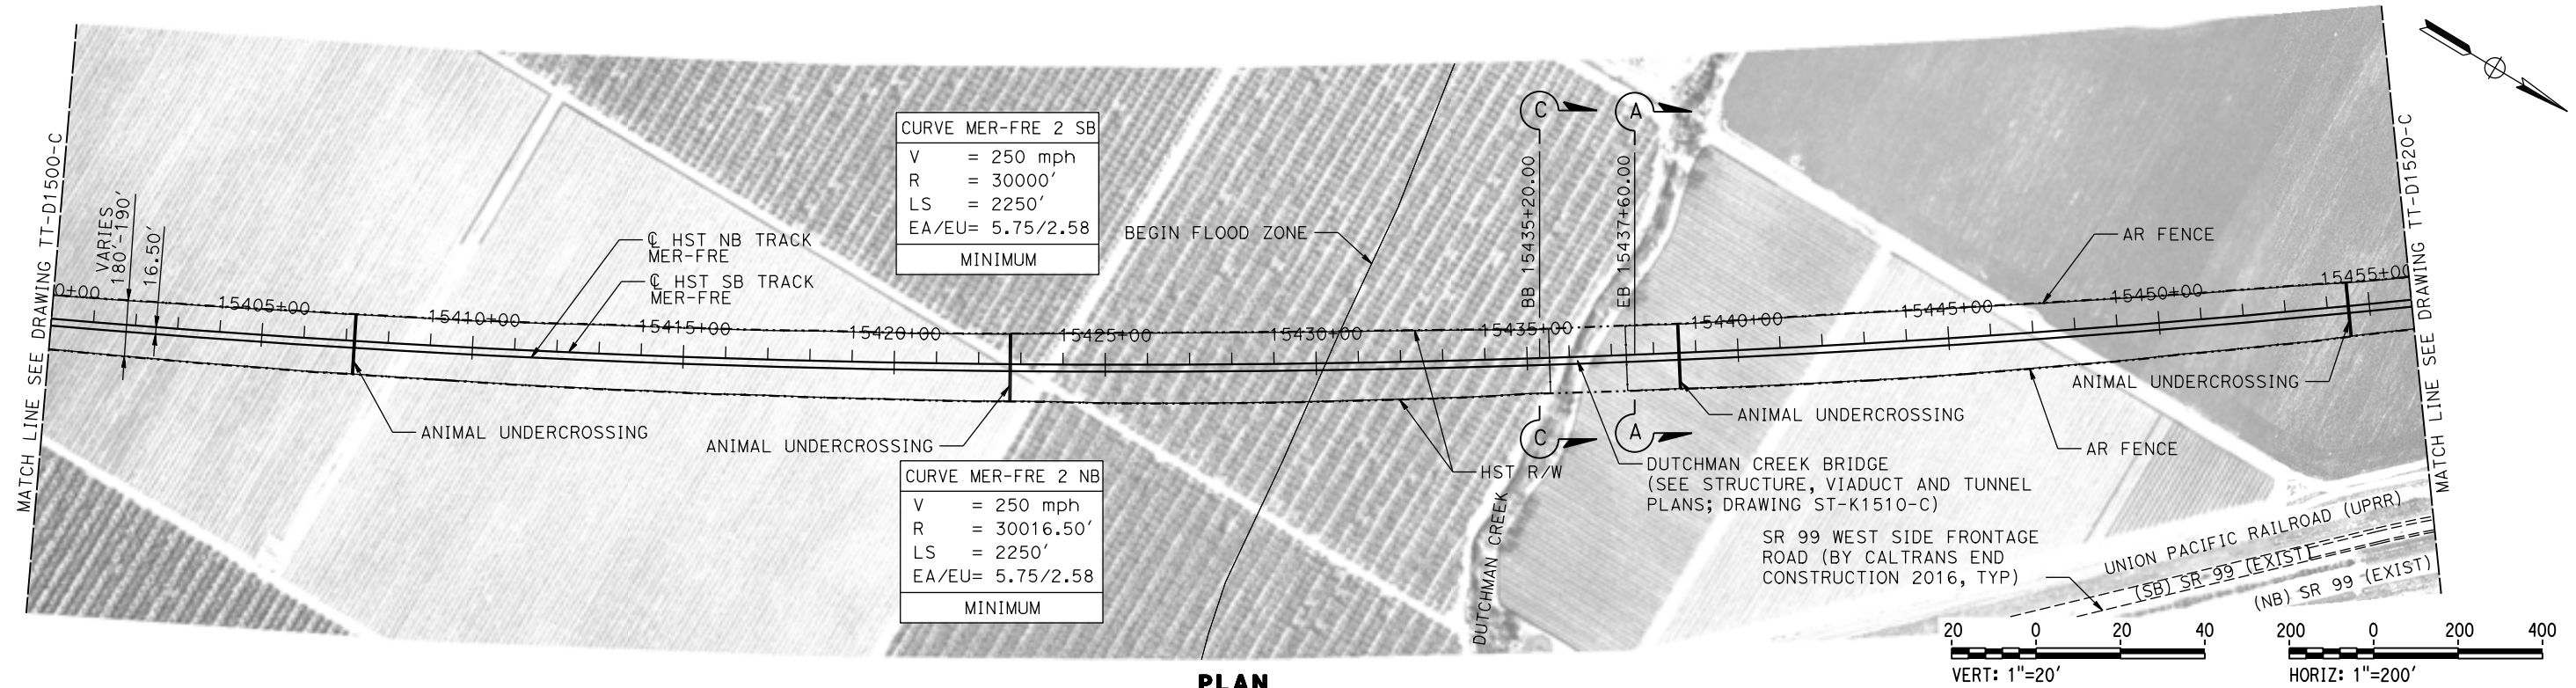 MATCH LINE SEE DRAWING TT-D1500-C
VARIES
180'-190'
16.50'
0+00
15405+00
15410+00
15415+00
15420+00
15425+00
15430+00
15435+00
15440+00
15445+00
15450+00
15455+00
℄ HST NB TRACK
MER-FRE
℄ HST SB TRACK
MER-FRE
CURVE MER-FRE 2 SB
V = 250 mph
R = 30000'
LS = 2250'
EA/EU= 5.75/2.58
MINIMUM
BEGIN FLOOD ZONE
C
A
BB 15435+20.00
EB 15437+60.00
AR FENCE
ANIMAL UNDERCROSSING
ANIMAL UNDERCROSSING
ANIMAL UNDERCROSSING
ANIMAL UNDERCROSSING
AR FENCE
C
A
HST R/W
CURVE MER-FRE 2 NB
V = 250 mph
R = 30016.50'
LS = 2250'
EA/EU= 5.75/2.58
MINIMUM
DUTCHMAN CREEK
DUTCHMAN CREEK BRIDGE
(SEE STRUCTURE, VIADUCT AND TUNNEL
PLANS; DRAWING ST-K1510-C)
SR 99 WEST SIDE FRONTAGE
ROAD (BY CALTRANS END
CONSTRUCTION 2016, TYP)
UNION PACIFIC RAILROAD (UPRR)
(SB) SR 99 (EXIST)
(NB) SR 99 (EXIST)
MATCH LINE SEE DRAWING TT-D1520-C
20 0 20 40
VERT: 1"=20'
200 0 200 400
HORIZ: 1"=200'
PLAN